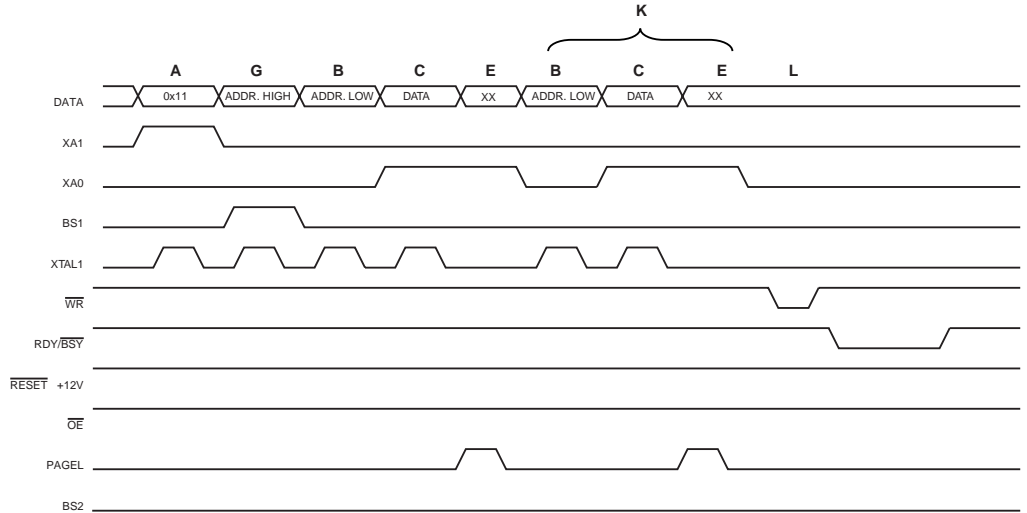 K
A G B C E B C E L
DATA 0x11 ADDR. HIGH ADDR. LOW DATA XX ADDR. LOW DATA XX
XA1
XA0
BS1
XTAL1
WR
RDY/BSY
RESET +12V
OE
PAGEL
BS2